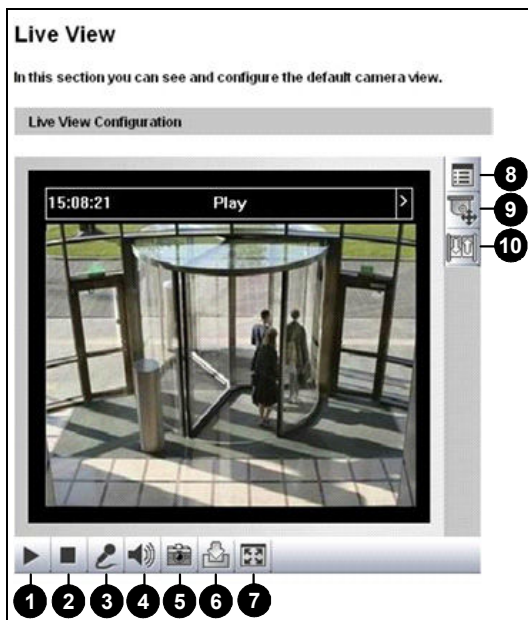 Live View
In this section you can see and configure the default camera view.
Live View Configuration
15:08:21 Play >
8
9
10
1 2 3 4 5 6 7